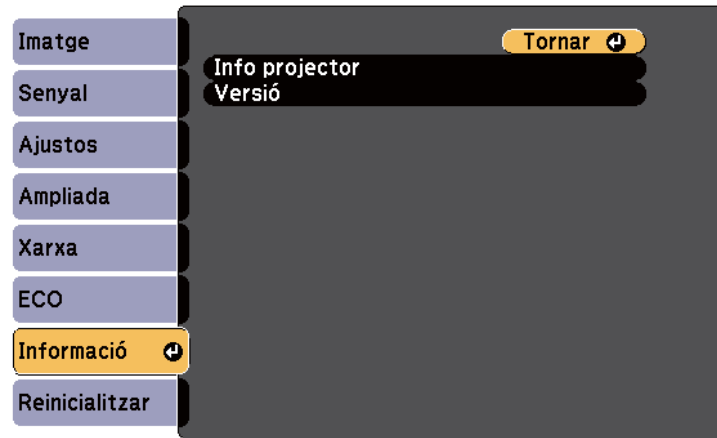 Imatge
Senyal
Ajustos
Ampliada
Xarxa
ECO
Informació
Reinicialitzar
Tornar
Info projector
Versió